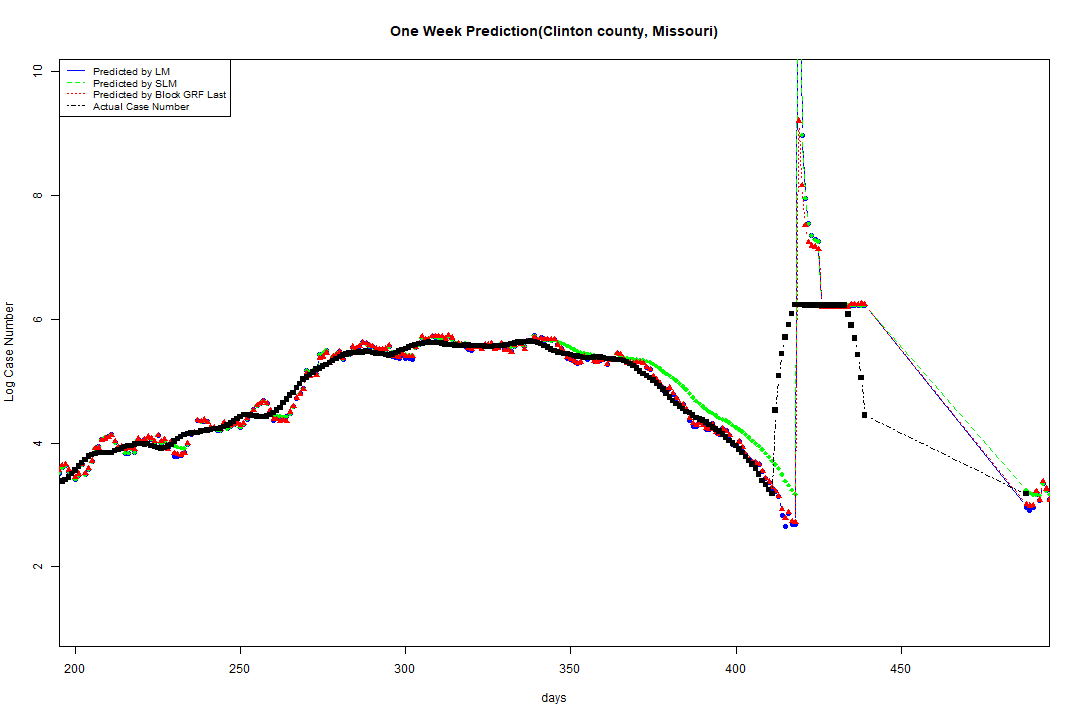 One Week Prediction(Clinton county, Missouri)
Predicted by LM
Predicted by SLM
Predicted by Block GRF Last
Actual Case Number
10
8
6
4
2
Log Case Number
200 250 300 350 400 450
days